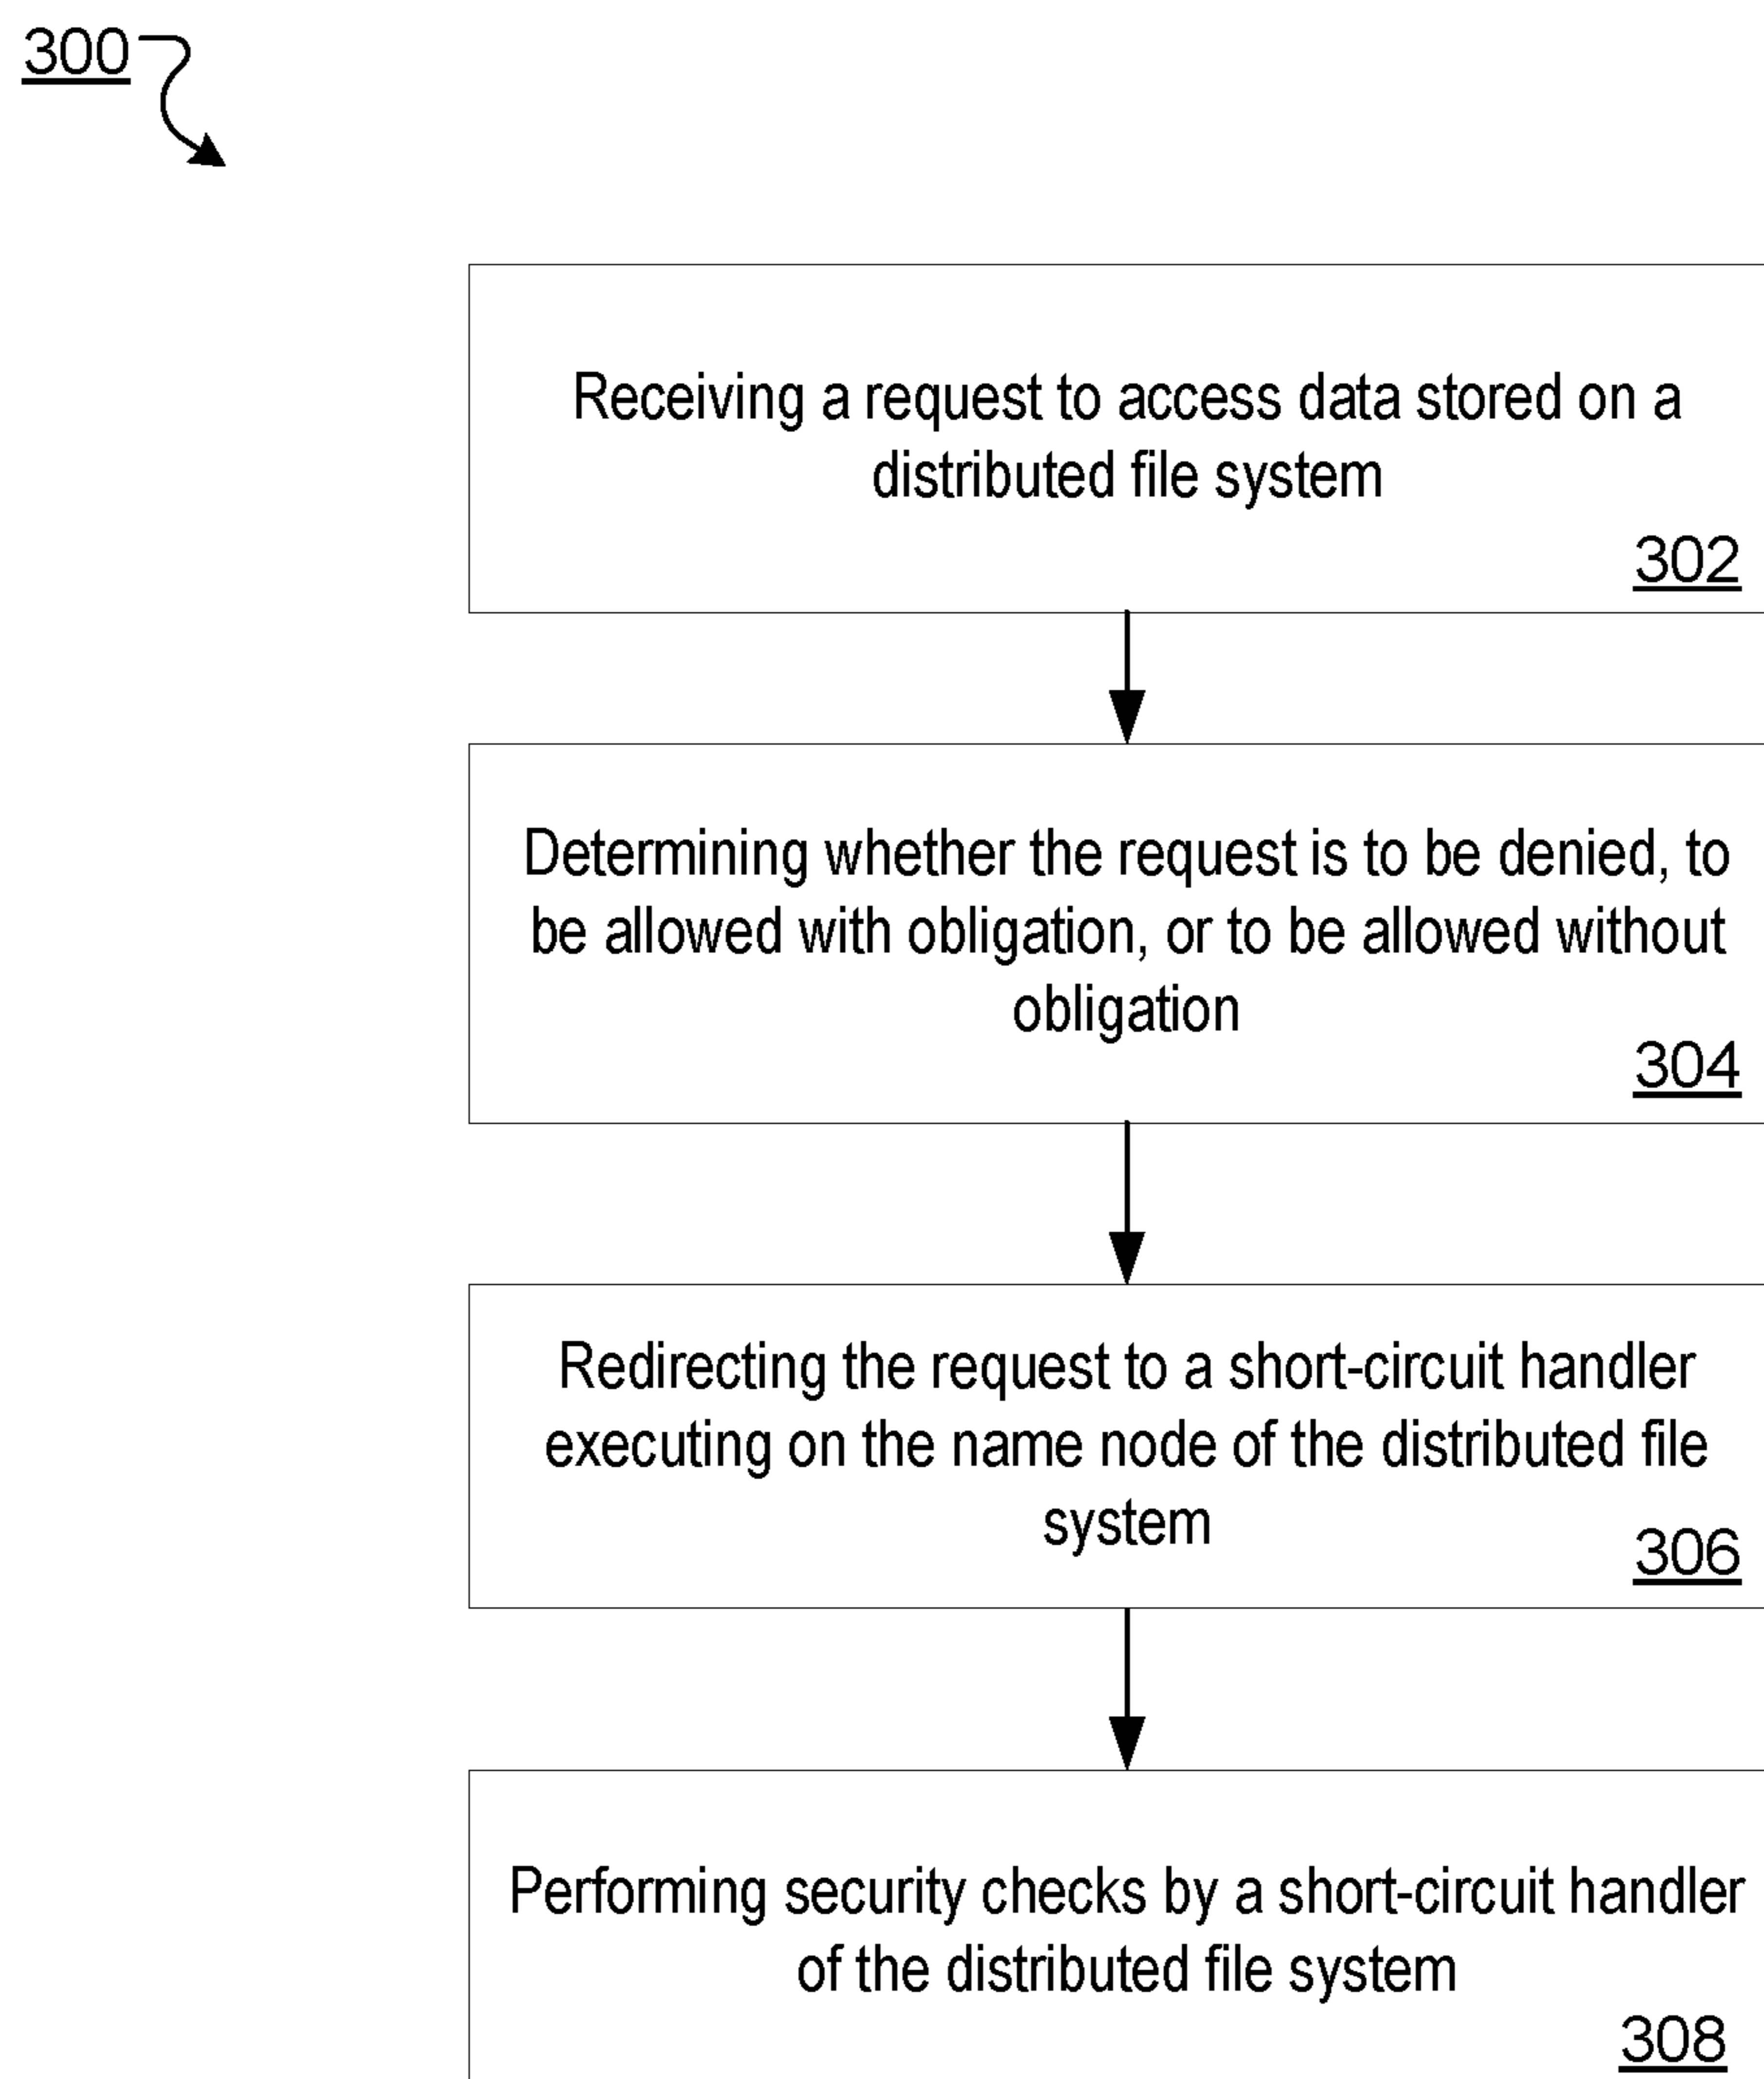 300
Receiving a request to access data stored on a
distributed file system
302
Determining whether the request is to be denied, to
be allowed with obligation, or to be allowed without
obligation
304
Redirecting the request to a short-circuit handler
executing on the name node of the distributed file
system
306
Performing security checks by a short-circuit handler
of the distributed file system
308